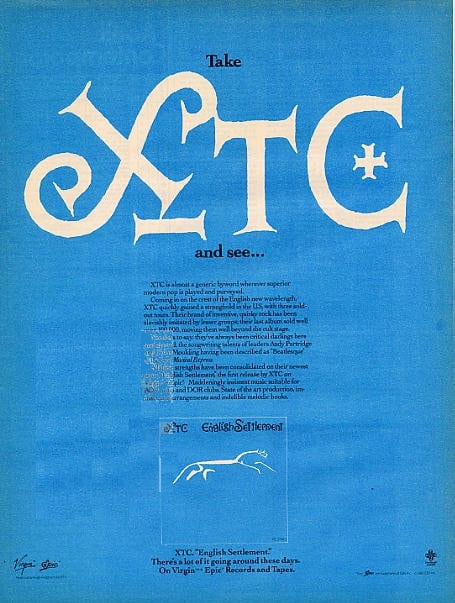 Take
XTC
and see...
XTC is almost a generic byword wherever superior
modern pop is played and purveyed.
Coming in on the crest of the English new wavelength,
XTC quickly gained a stronghold in the U.S. with three sold-
out tours. Their brand of inventive, quirky rock has been
slavishly imitated by lesser groups; their last album sold well
000, moving them well beyond the cult stage.
to say, they've always been critical darlings here
the songwriting talents of leaders Andy Partridge
Moulding having been described as "Beatlesque"
Musical Express.
strengths have been consolidated on their newest
English Settlement," the first release by XTC on
Epic. Maddeningly insistent music suitable for
and DOR clubs. State of the art production,
arrangements and indelible melodic hooks.
XTC English Settlement
XTC. "English Settlement."
There's a lot of it going around these days.
On Virgin Epic Records and Tapes.
Virgin Epic
Epic